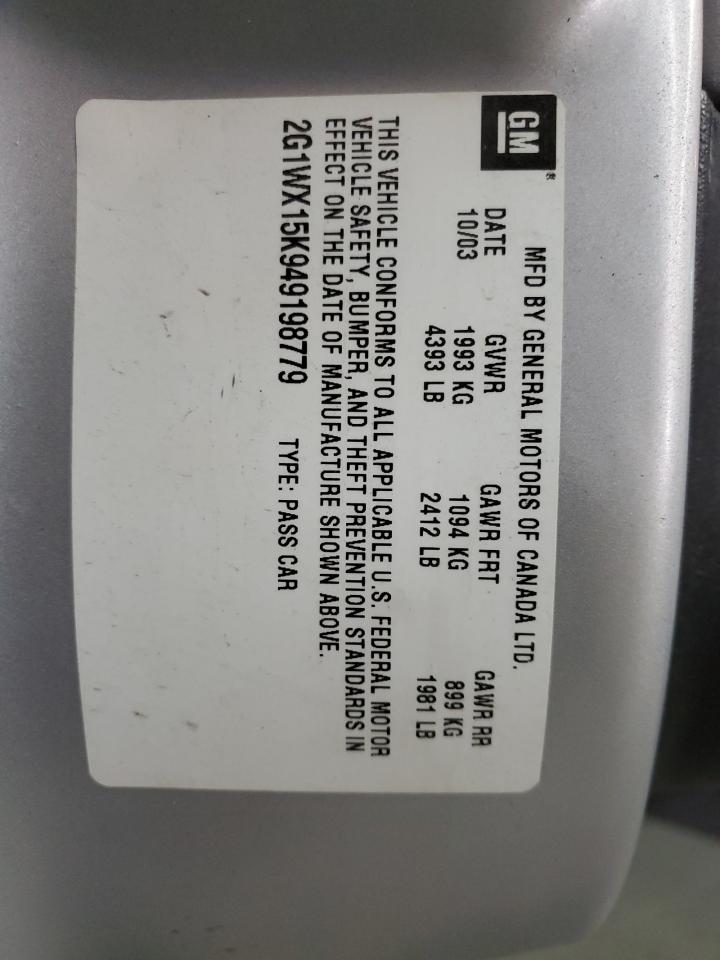 GM®
MFD BY GENERAL MOTORS OF CANADA LTD.
DATE GVWR GAWR FRT GAWR RR
10/03 1993 KG 1094 KG 899 KG
4393 LB 2412 LB 1981 LB
THIS VEHICLE CONFORMS TO ALL APPLICABLE U.S. FEDERAL MOTOR
VEHICLE SAFETY, BUMPER, AND THEFT PREVENTION STANDARDS IN
EFFECT ON THE DATE OF MANUFACTURE SHOWN ABOVE.
2G1WX15K949198779 TYPE: PASS CAR